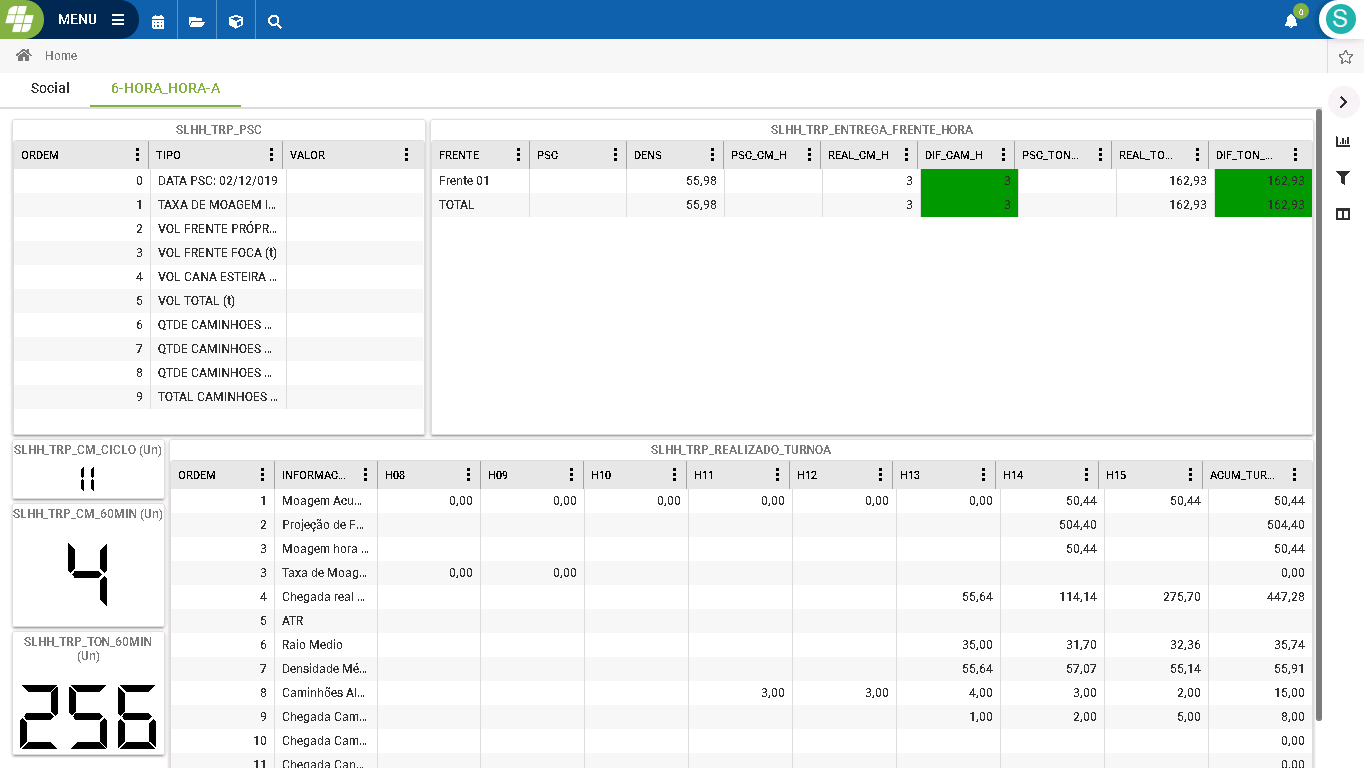 MENU
0
S
Home
Social 6-HORA_HORA-A
SLHH_TRP_PSC
ORDEM TIPO VALOR
0 DATA PSC: 02/12/019
1 TAXA DE MOAGEM I...
2 VOL FRENTE PRÓPR...
3 VOL FRENTE FOCA (t)
4 VOL CANA ESTEIRA ...
5 VOL TOTAL (t)
6 QTDE CAMINHOES ...
7 QTDE CAMINHOES ...
8 QTDE CAMINHOES ...
9 TOTAL CAMINHOES ...
SLHH_TRP_ENTREGA_FRENTE_HORA
FRENTE PSC DENS PSC_CM_H REAL_CM_H DIF_CAM_H PSC_TON... REAL_TO... DIF_TON_...
Frente 01 55,98 3 3 162,93 162,93
TOTAL 55,98 3 3 162,93 162,93
SLHH_TRP_CM_CICLO (Un)
11
SLHH_TRP_CM_60MIN (Un)
4
SLHH_TRP_TON_60MIN
(Un)
256
SLHH_TRP_REALIZADO_TURNOA
ORDEM INFORMAC... H08 H09 H10 H11 H12 H13 H14 H15 ACUM_TUR...
1 Moagem Acu... 0,00 0,00 0,00 0,00 0,00 0,00 50,44 50,44 50,44
2 Projeção de F... 504,40 504,40
3 Moagem hora ... 50,44 50,44
3 Taxa de Moag... 0,00 0,00 0,00
4 Chegada real ... 55,64 114,14 275,70 447,28
5 ATR
6 Raio Medio 35,00 31,70 32,36 35,74
7 Densidade Mé... 55,64 57,07 55,14 55,91
8 Caminhões Al... 3,00 3,00 4,00 3,00 2,00 15,00
9 Chegada Cam... 1,00 2,00 5,00 8,00
10 Chegada Cam... 0,00
11 Chegada Can... 0,00